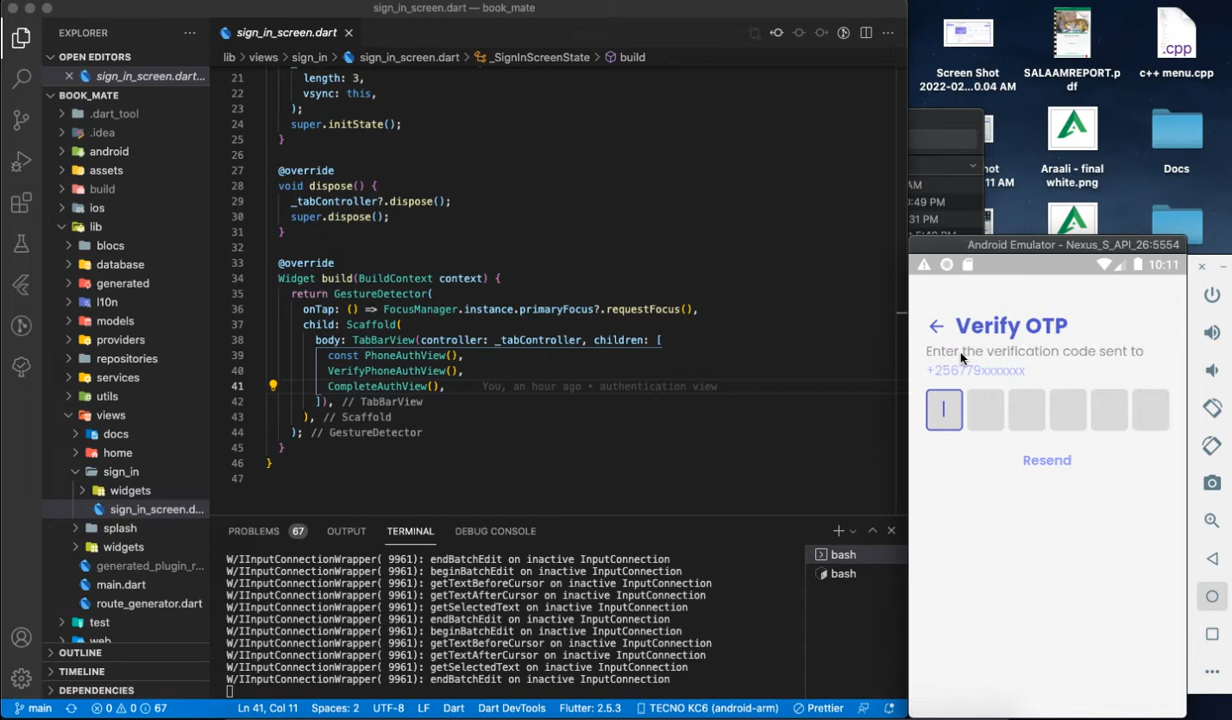 sign_in_screen.dart — book_mate
EXPLORER
OPEN EDITORS
sign_in_screen.dart...
BOOK_MATE
.dart_tool
.idea
android
assets
build
ios
lib
blocs
database
generated
l10n
models
providers
repositories
services
utils
views
docs
home
sign_in
widgets
sign_in_screen.d...
splash
widgets
generated_plugin_r...
main.dart
route_generator.dart
test
web
OUTLINE
TIMELINE
DEPENDENCIES
sign_in_screen.dart
lib > views > sign_in > sign_in_screen.dart > _SignInScreenState > build
21 length: 3,
22 vsync: this,
23 );
24 super.initState();
25 }
26
27 @override
28 void dispose() {
29 _tabController?.dispose();
30 super.dispose();
31 }
32
33 @override
34 Widget build(BuildContext context) {
35 return GestureDetector(
36 onTap: () => FocusManager.instance.primaryFocus?.requestFocus(),
37 child: Scaffold(
38 body: TabBarView(controller: _tabController, children: [
39 const PhoneAuthView(),
40 VerifyPhoneAuthView(),
41 CompleteAuthView(), You, an hour ago • authentication view
42 ]), // TabBarView
43 ), // Scaffold
44 ); // GestureDetector
45 }
46 }
47
PROBLEMS 67 OUTPUT TERMINAL DEBUG CONSOLE
W/IInputConnectionWrapper( 9961): endBatchEdit on inactive InputConnection
W/IInputConnectionWrapper( 9961): beginBatchEdit on inactive InputConnection
W/IInputConnectionWrapper( 9961): getTextBeforeCursor on inactive InputConnection
W/IInputConnectionWrapper( 9961): getTextAfterCursor on inactive InputConnection
W/IInputConnectionWrapper( 9961): getSelectedText on inactive InputConnection
W/IInputConnectionWrapper( 9961): endBatchEdit on inactive InputConnection
W/IInputConnectionWrapper( 9961): beginBatchEdit on inactive InputConnection
W/IInputConnectionWrapper( 9961): getTextBeforeCursor on inactive InputConnection
W/IInputConnectionWrapper( 9961): getTextAfterCursor on inactive InputConnection
W/IInputConnectionWrapper( 9961): getSelectedText on inactive InputConnection
W/IInputConnectionWrapper( 9961): endBatchEdit on inactive InputConnection
bash
bash
main 0 0 67 Ln 41, Col 11 Spaces: 2 UTF-8 LF Dart Dart DevTools Flutter: 2.5.3 TECNO KC6 (android-arm) Prettier
.CPP
Screen Shot
2022-02...0.04 AM
SALAAMREPORT.p
df
c++ menu.cpp
Araali - final
white.png
Docs
11 AM
AM
0:49 PM
31 PM
Android Emulator - Nexus_S_API_26:5554
10:11
Verify OTP
Enter the verification code sent to
+256779xxxxxxx
Resend